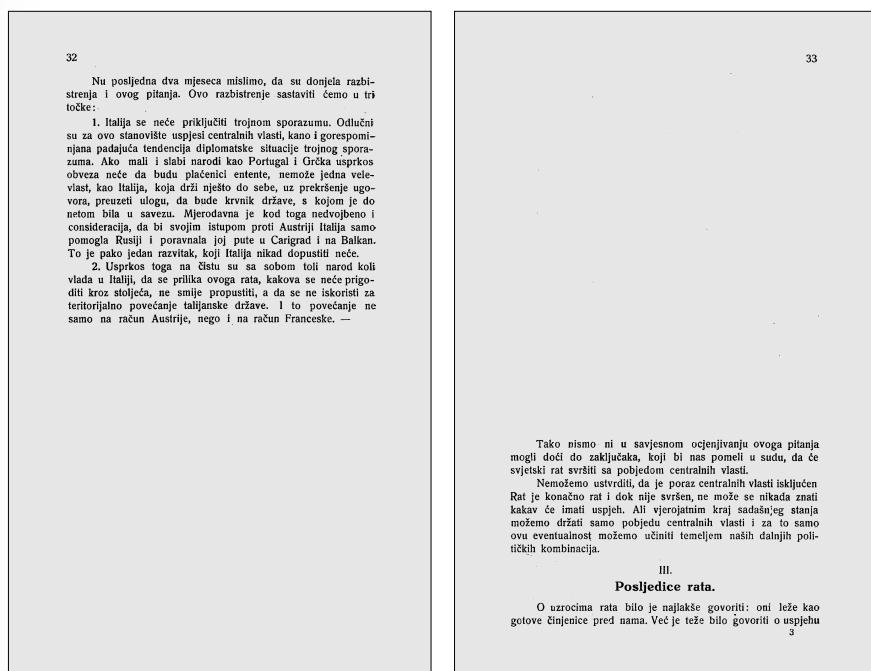 32
Nu posljedna dva mjeseca mislimo, da su donjela razbi-
strenja i ovog pitanja. Ovo razbistrenje sastaviti ćemo u tri
točke:
1. Italija se neće priključiti trojnom sporazumu. Odlučni
su za ovo stanovište uspjesi centralnih vlasti, kano i gorespomi-
njana padajuća tendencija diplomatske situacije trojnog spora-
zuma. Ako mali i slabi narodi kao Portugal i Grčka usprkos
obveza neće da budu plaćenici entente, nemože jedna vele-
vlast, kao Italija, koja drži nješto do sebe, uz prekršenje ugo-
vora, preuzeti ulogu, da bude krvnik države, s kojom je do
netom bila u savezu. Mjerodavna je kod toga nedvojbeno i
consideracija, da bi svojim istupom proti Austriji Italija samo
pomogla Rusiji i poravnala joj pute u Carigrad i na Balkan.
To je pako jedan razvitak, koji Italija nikad dopustiti neće.
2. Usprkos toga na čistu su sa sobom toli narod koli
vlada u Italiji, da se prilika ovoga rata, kakova se neće prigo-
diti kroz stoljeća, ne smije propustiti, a da se ne iskoristi za
teritorijalno povećanje talijanske države. I to povećanje ne
samo na račun Austrije, nego i na račun Franceske. —
33
Tako nismo ni u savjesnom ocjenjivanju ovoga pitanja
mogli doći do zaključaka, koji bi nas pomeli u sudu, da će
svjetski rat svršiti sa pobjedom centralnih vlasti.
Nemožemo ustvrditi, da je poraz centralnih vlasti isključen
Rat je konačno rat i dok nije svršen, ne može se nikada znati
kakav će imati uspjeh. Ali vjerojatnim kraj sadašnjeg stanja
možemo držati samo pobjedu centralnih vlasti i za to samo
ovu eventualnost možemo učiniti temeljem naših dalnjih poli-
tičkih kombinacija.
III.
Posljedice rata.
O uzrocima rata bilo je najlakše govoriti: oni leže kao
gotove činjenice pred nama. Već je teže bilo govoriti o uspjehu
3